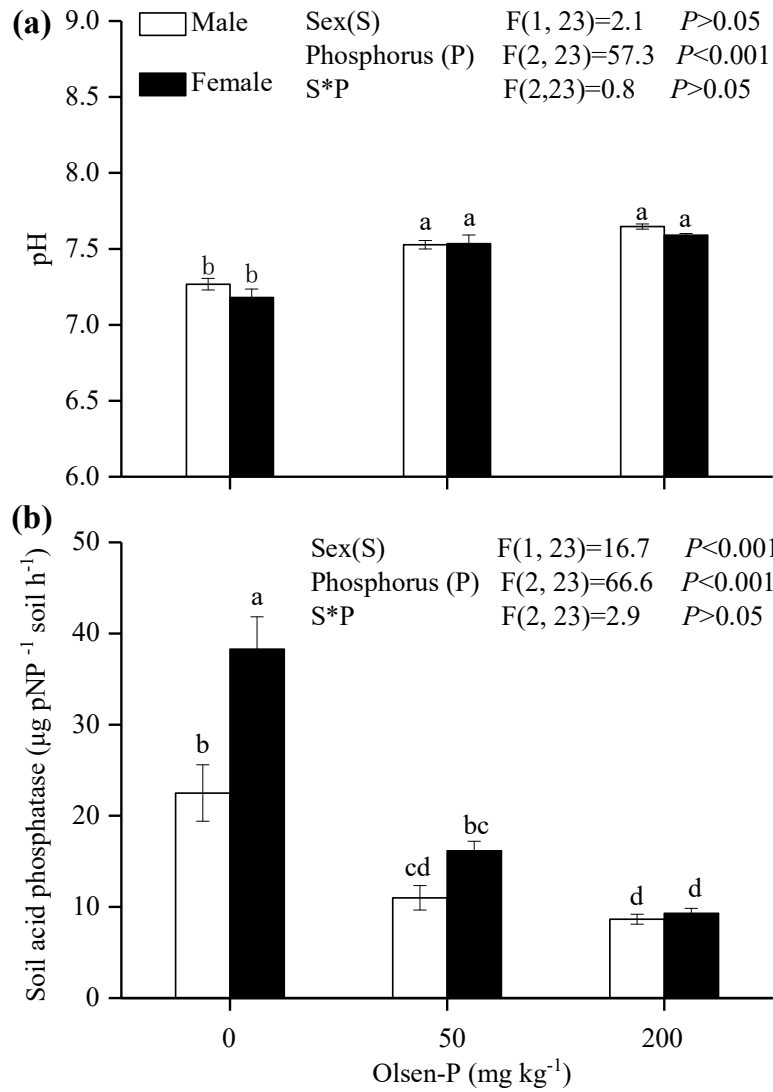 (a)
9.0
Male
Sex(S) F(1, 23)=2.1 P>0.05
Phosphorus (P) F(2, 23)=57.3 P<0.001
Female
S*P F(2,23)=0.8 P>0.05
8.5
8.0
7.5
7.0
6.5
6.0
pH
b b
a a
a a
(b)
50
40
30
20
10
0
Sex(S) F(1, 23)=16.7 P<0.001
Phosphorus (P) F(2, 23)=66.6 P<0.001
S*P F(2, 23)=2.9 P>0.05
Soil acid phosphatase (µg pNP ⁻¹ soil h⁻¹)
b a
cd bc
d d
0 50 200
Olsen-P (mg kg⁻¹)